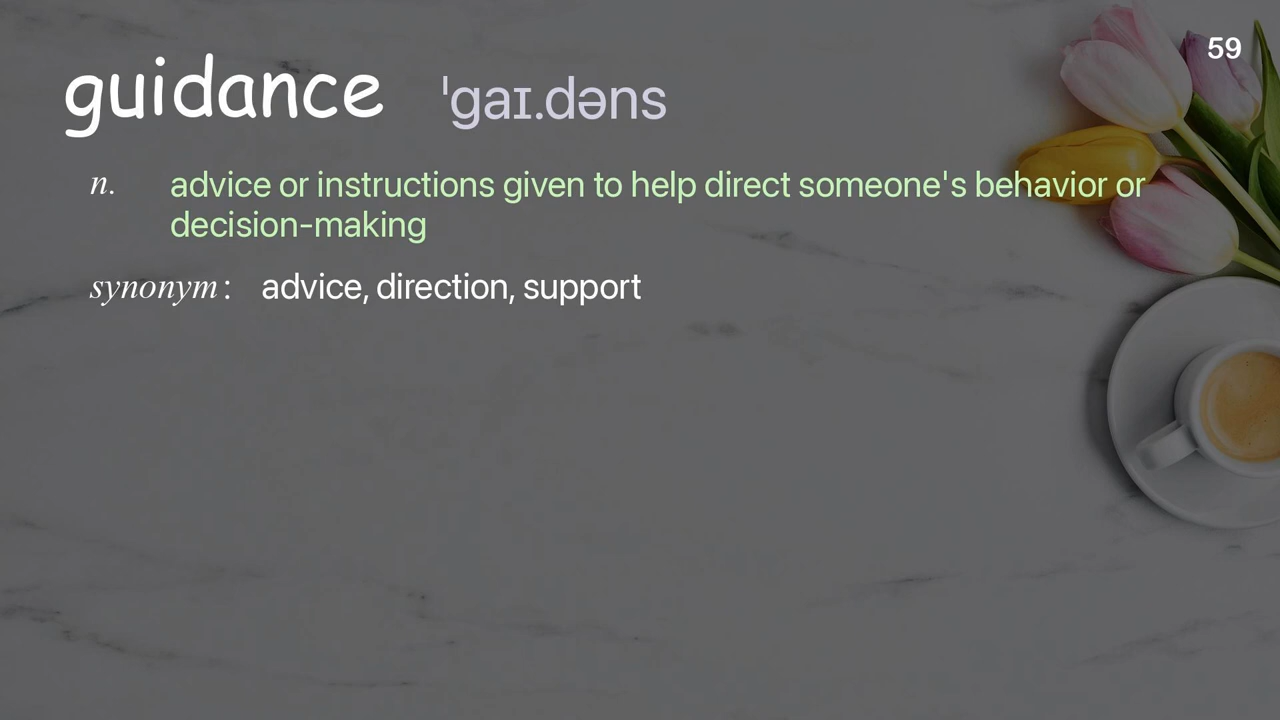 59
guidance ˈgaɪ.dəns
n. advice or instructions given to help direct someone's behavior or
decision-making
synonym: advice, direction, support